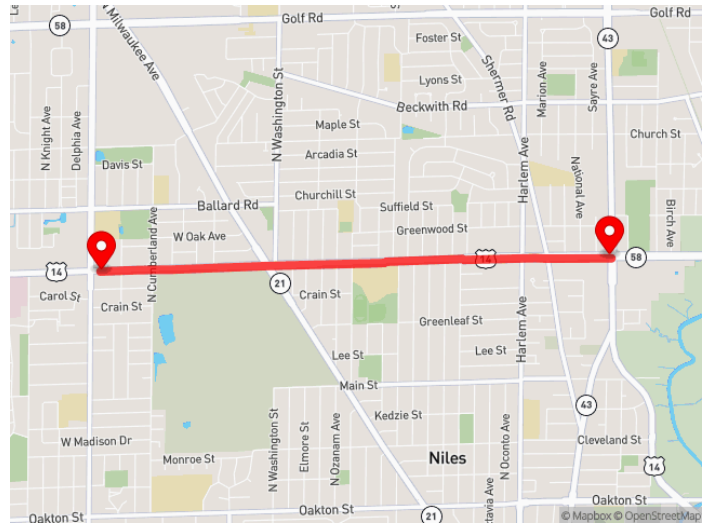 Golf Rd
Golf Rd
58
43
N Milwaukee Ave
21
Foster St
Lyons St
Shermer Rd
Marion Ave
Sayre Ave
Beckwith Rd
N Washington St
Maple St
Church St
N Knight Ave
Delphia Ave
Arcadia St
Davis St
Harlem Ave
National Ave
Churchill St
Suffield St
Birch Ave
Ballard Rd
N Cumberland Ave
W Oak Ave
Greenwood St
14
14
58
21
Carol St
Crain St
Crain St
Greenleaf St
Harlem Ave
Lee St
Lee St
Main St
43
N Washington St
Elmore St
N Ozanam Ave
Kedzie St
N Oconto Ave
W Madison Dr
Cleveland St
Monroe St
Niles
14
Oakton St
Oakton St
Oakton St
21
© Mapbox © OpenStreetMap